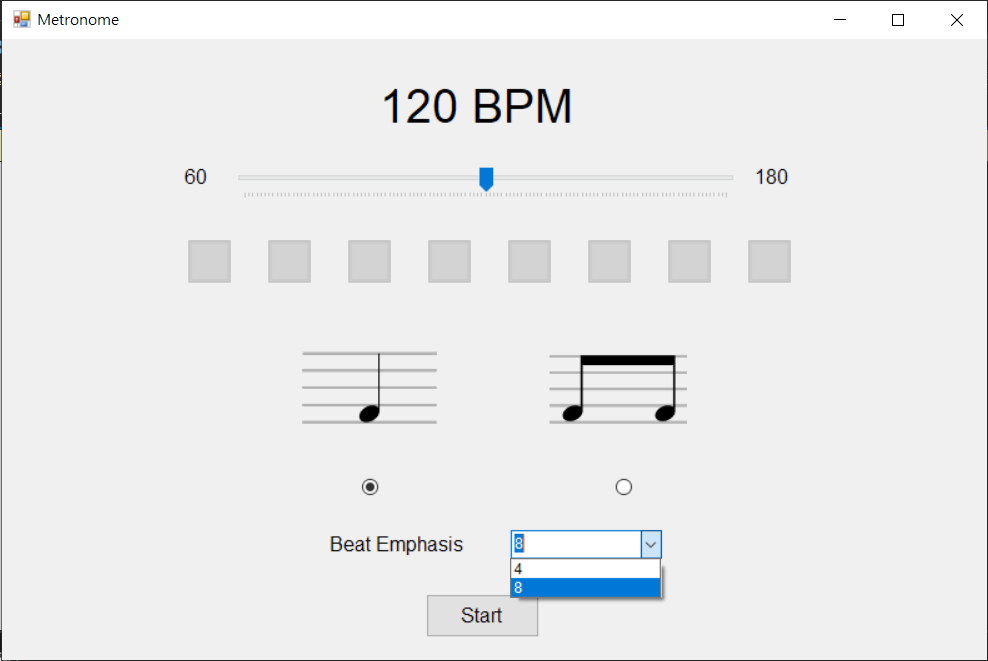 Metronome
120 BPM
60 180
Beat Emphasis 8
4
8
Start